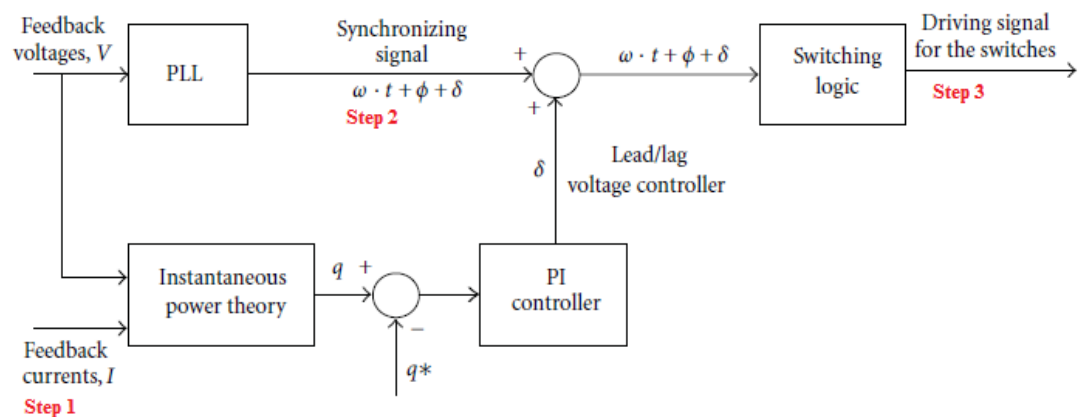 Feedback
voltages, V
PLL
Synchronizing
signal
ω · t + ϕ + δ
Step 2
+
+
ω · t + ϕ + δ
Switching
logic
Driving signal
for the switches
Step 3
δ
Lead/lag
voltage controller
Instantaneous
power theory
q
+
−
q*
PI
controller
Feedback
currents, I
Step 1